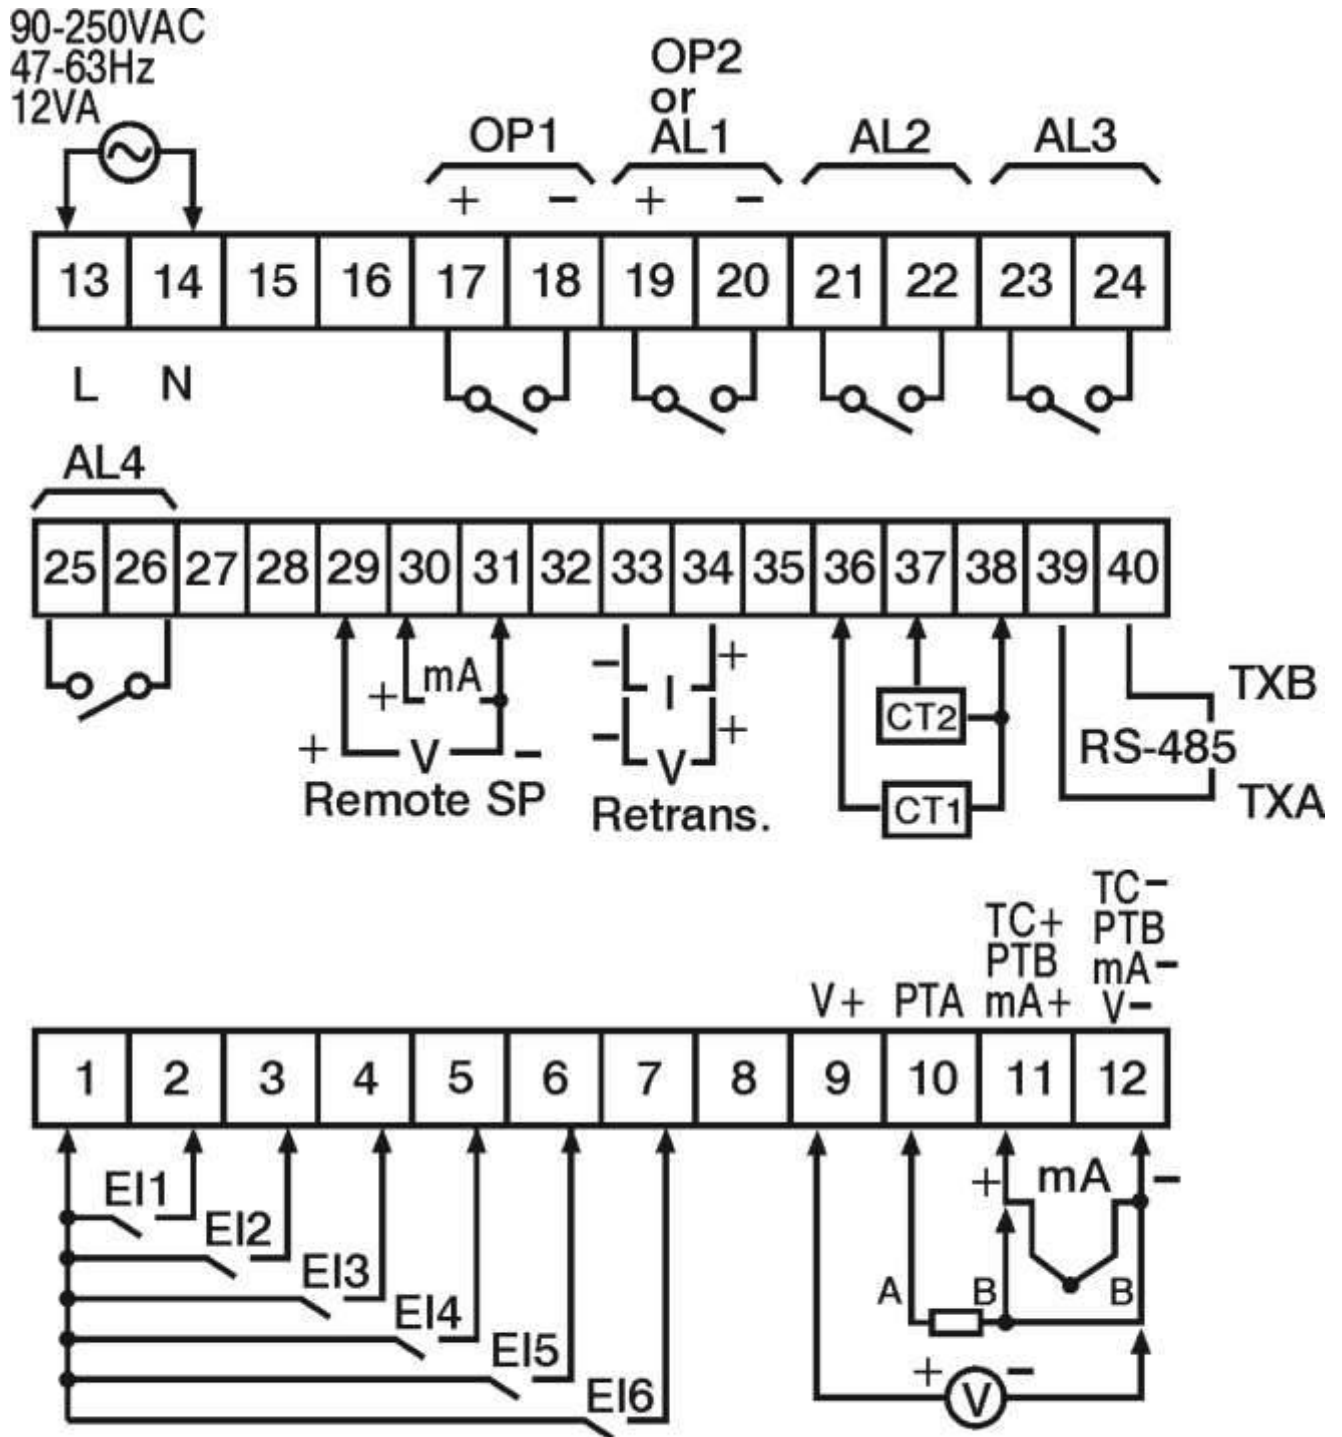 90-250VAC
47-63Hz
12VA
OP1
OP2
or
AL1
AL2
AL3
+ − + −
13 14 15 16 17 18 19 20 21 22 23 24
L N
AL4
25 26 27 28 29 30 31 32 33 34 35 36 37 38 39 40
+ mA
+ V −
Remote SP
− I +
− V +
Retrans.
CT2
CT1
TXB
RS-485
TXA
V+
PTA
TC+
PTB
mA+
TC−
PTB
mA−
V−
1 2 3 4 5 6 7 8 9 10 11 12
EI1
EI2
EI3
EI4
EI5
EI6
+ mA −
A B B
+ V −